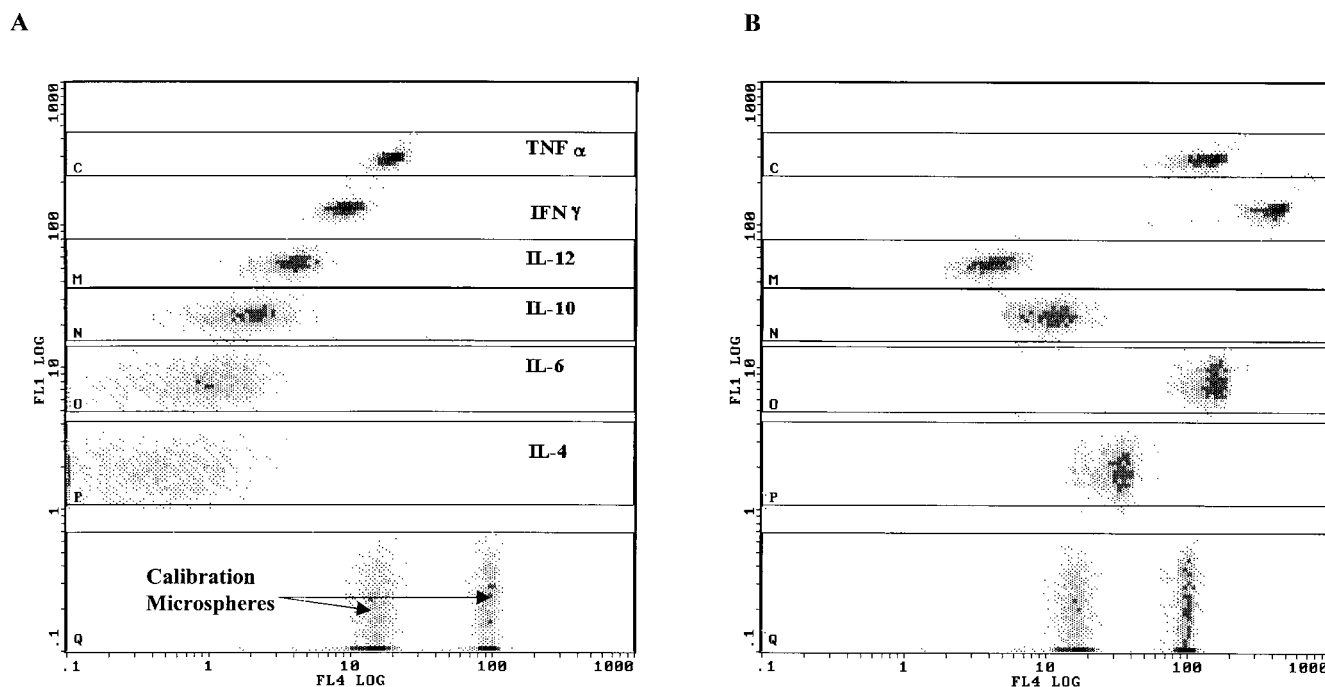 A
B
1000
100
10
1
.1
FL1 LOG
C
TNF α
IFN γ
M
IL-12
N
IL-10
O
IL-6
P
IL-4
Q
Calibration
Microspheres
.1 1 10 100 1000
FL4 LOG
1000
100
10
1
.1
FL1 LOG
C
M
N
O
P
Q
.1 1 10 100 1000
FL4 LOG